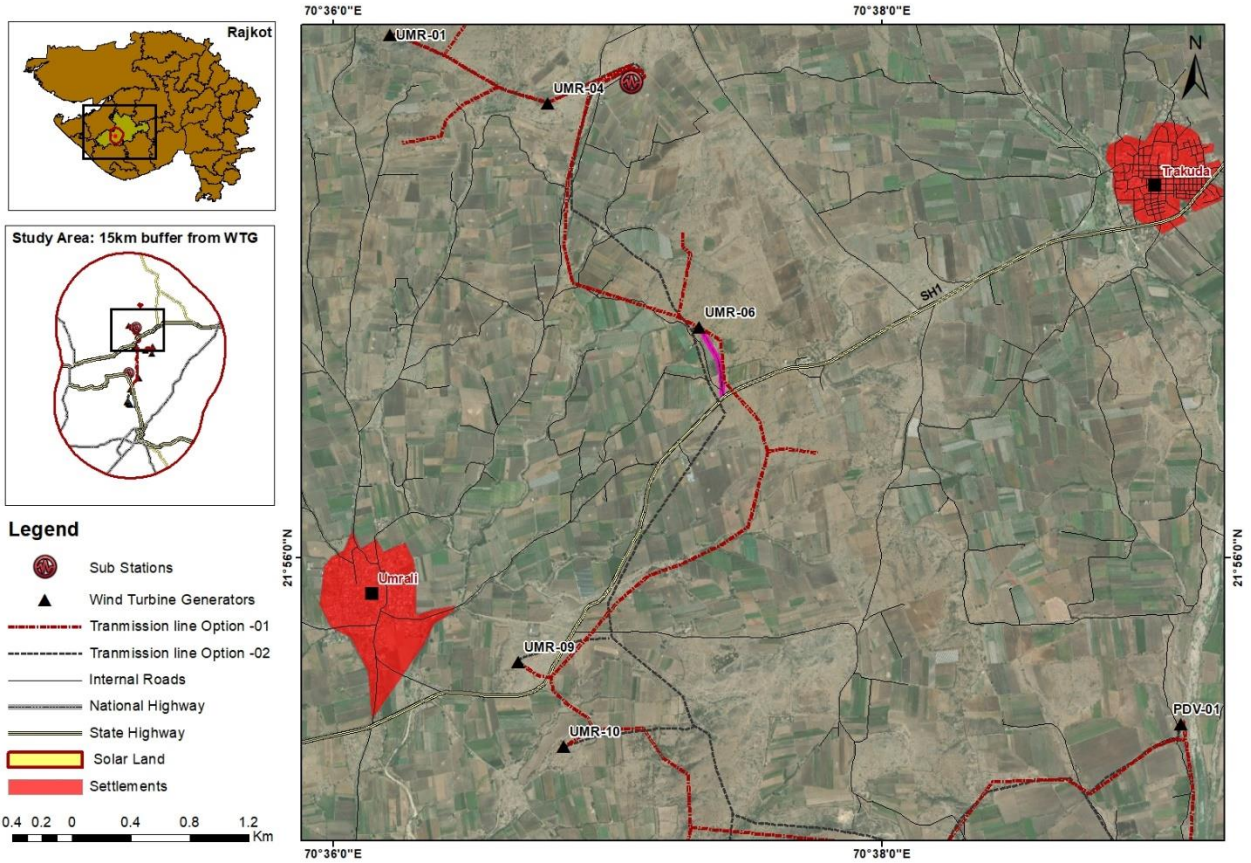 Rajkot
Study Area: 15km buffer from WTG
Legend
Sub Stations
Wind Turbine Generators
Tranmission line Option -01
Tranmission line Option -02
Internal Roads
National Highway
State Highway
Solar Land
Settlements
0.4 0.2 0 0.4 0.8 1.2
Km
70°36'0"E
70°38'0"E
UMR-01
N
UMR-04
Trakuda
SH1
UMR-06
21°56'0"N
21°56'0"N
Umrali
UMR-09
PDV-01
UMR-10
70°36'0"E
70°38'0"E